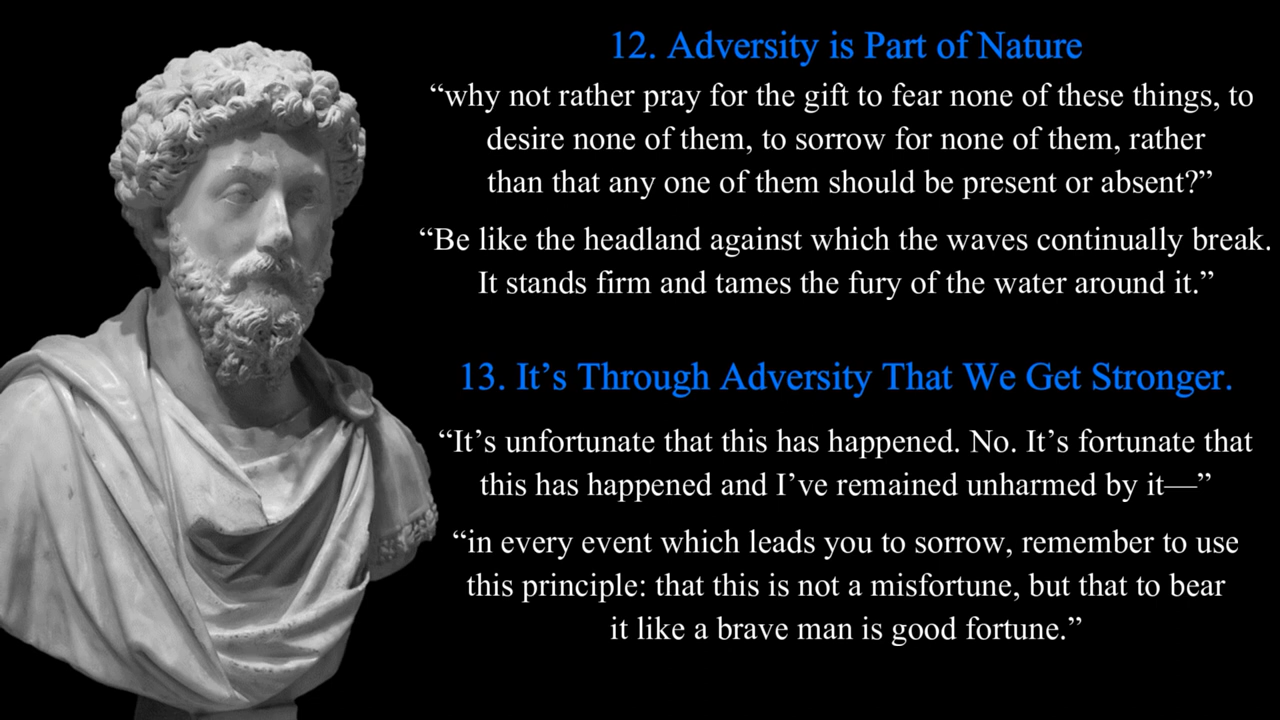 12. Adversity is Part of Nature
“why not rather pray for the gift to fear none of these things, to
desire none of them, to sorrow for none of them, rather
than that any one of them should be present or absent?”
“Be like the headland against which the waves continually break.
It stands firm and tames the fury of the water around it.”
13. It’s Through Adversity That We Get Stronger.
“It’s unfortunate that this has happened. No. It’s fortunate that
this has happened and I’ve remained unharmed by it—”
“in every event which leads you to sorrow, remember to use
this principle: that this is not a misfortune, but that to bear
it like a brave man is good fortune.”